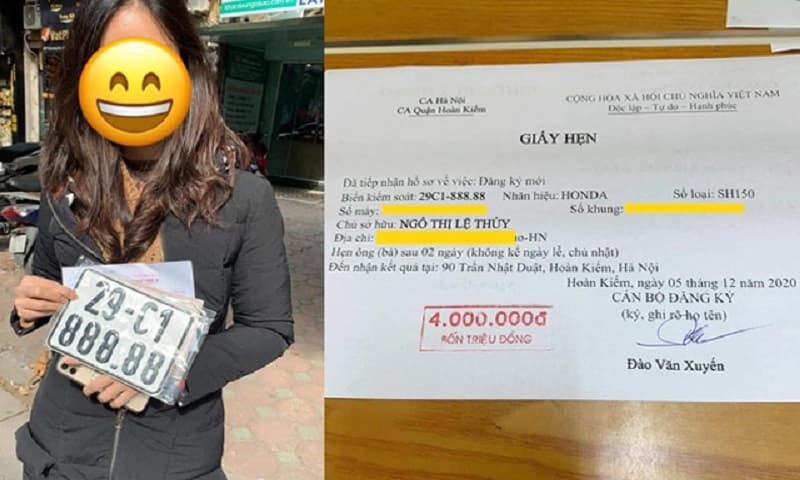 29-C1
888.88
CA Hà Nội
CA Quận Hoàn Kiếm
CỘNG HÒA XÃ HỘI CHỦ NGHĨA VIỆT NAM
Độc lập - Tự do - Hạnh phúc
GIẤY HẸN
Đã tiếp nhận hồ sơ về việc: Đăng ký mới
Biển kiểm soát: 29C1-888.88 Nhãn hiệu: HONDA Số loại: SH150
Số máy: Số khung:
Chủ sở hữu: NGÔ THỊ LỆ THỦY
Địa chỉ: o-HN
Hẹn ông (bà) sau 02 ngày (không kể ngày lễ, chủ nhật)
Đến nhận kết quả tại: 90 Trần Nhật Duật, Hoàn Kiếm, Hà Nội
Hoàn Kiếm, ngày 05 tháng 12 năm 2020
CÁN BỘ ĐĂNG KÝ
(ký, ghi rõ họ tên)
4.000.000đ
BỐN TRIỆU ĐỒNG
Đào Văn Xuyến